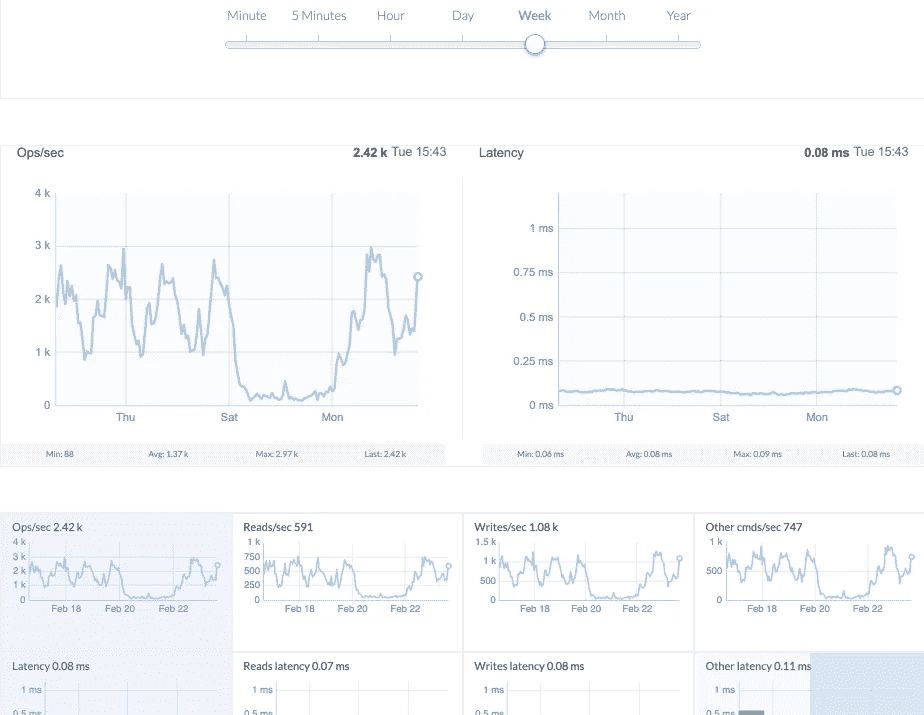 Minute 5 Minutes Hour Day Week Month Year
Ops/sec 2.42 k Tue 15:43
4 k
3 k
2 k
1 k
0
Thu Sat Mon
Min: 88 Avg: 1.37 k Max: 2.97 k Last: 2.42 k
Latency 0.08 ms Tue 15:43
1 ms
0.75 ms
0.5 ms
0.25 ms
0 ms
Thu Sat Mon
Min: 0.06 ms Avg: 0.08 ms Max: 0.09 ms Last: 0.08 ms
Ops/sec 2.42 k
4 k
3 k
2 k
1 k
0
Feb 18 Feb 20 Feb 22
Reads/sec 591
1 k
750
500
250
0
Feb 18 Feb 20 Feb 22
Writes/sec 1.08 k
1.5 k
1 k
500
0
Feb 18 Feb 20 Feb 22
Other cmds/sec 747
1 k
500
0
Feb 18 Feb 20 Feb 22
Latency 0.08 ms
1 ms
0.5 ms
Reads latency 0.07 ms
1 ms
0.5 ms
Writes latency 0.08 ms
1 ms
0.5 ms
Other latency 0.11 ms
1 ms
0.5 ms